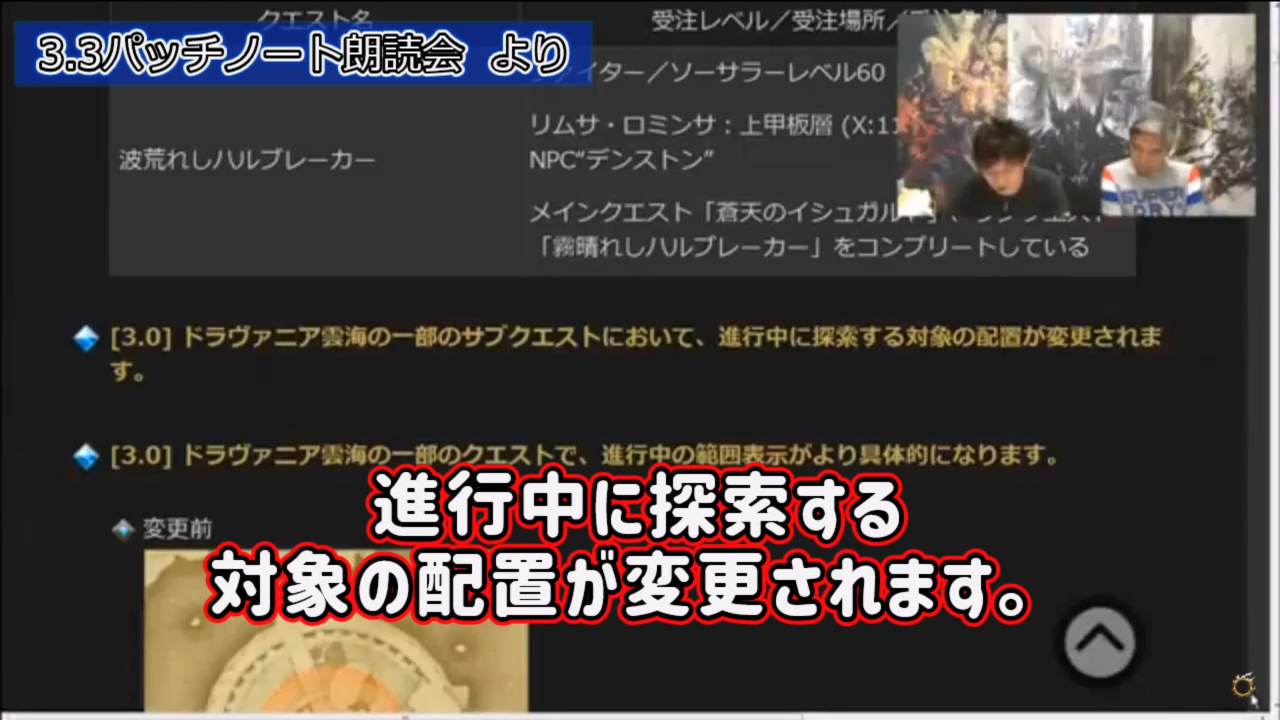 3.3パッチノート朗読会 より
クエスト名
受注レベル／受注場所／受注条件
イター／ソーサラーレベル60
リムサ・ロミンサ：上甲板層 (X:11
波荒れしハルブレーカー
NPC“デンストン”
メインクエスト「蒼天のイシュガル
「霧晴れしハルブレーカー」をコンプリートしている
[3.0] ドラヴァニア雲海の一部のサブクエストにおいて、進行中に探索する対象の配置が変更されま
す。
[3.0] ドラヴァニア雲海の一部のクエストで、進行中の範囲表示がより具体的になります。
進行中に探索する
変更前
対象の配置が変更されます。
SUPER
DRY